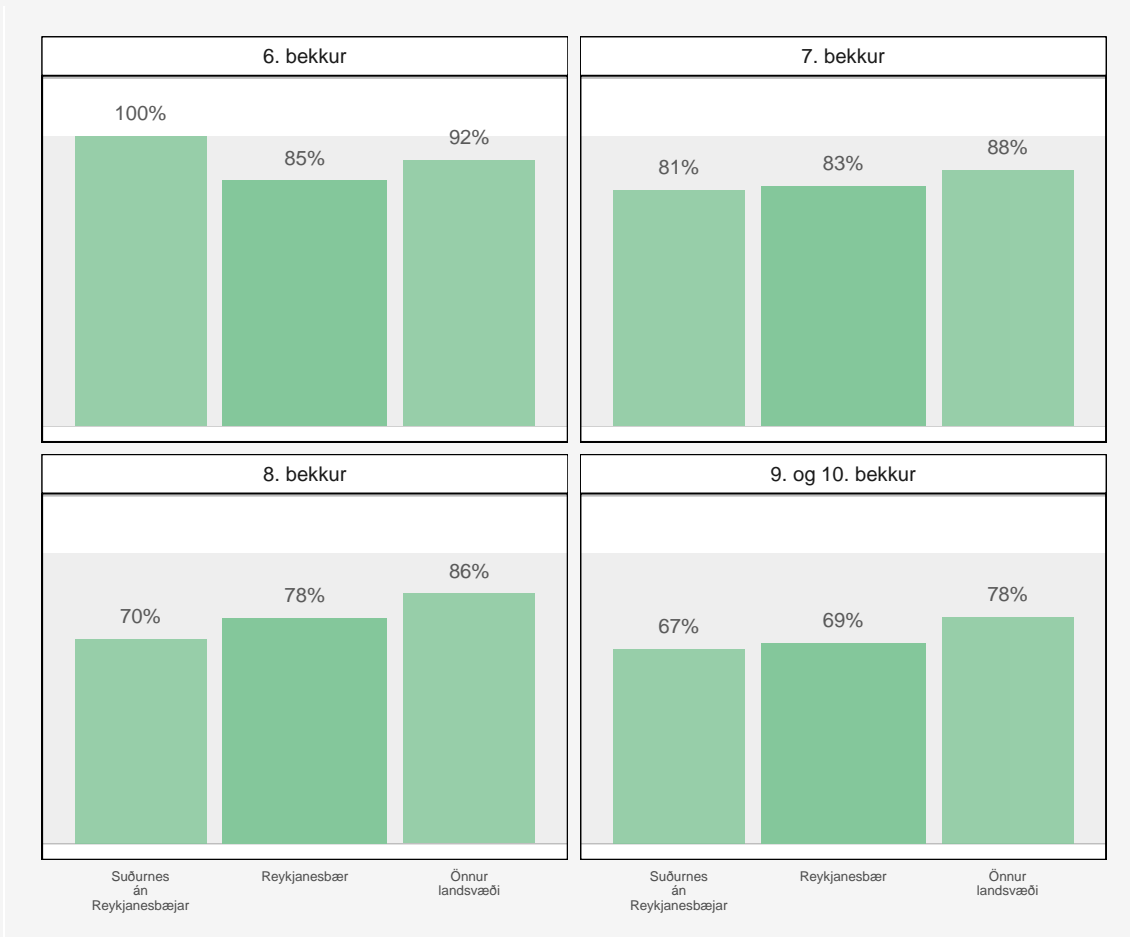 6. bekkur
100%
85%
92%
7. bekkur
81%
83%
88%
8. bekkur
70%
78%
86%
9. og 10. bekkur
67%
69%
78%
Suðurnes
án
Reykjanesbæjar
Reykjanesbær
Önnur
landsvæði
Suðurnes
án
Reykjanesbæjar
Reykjanesbær
Önnur
landsvæði